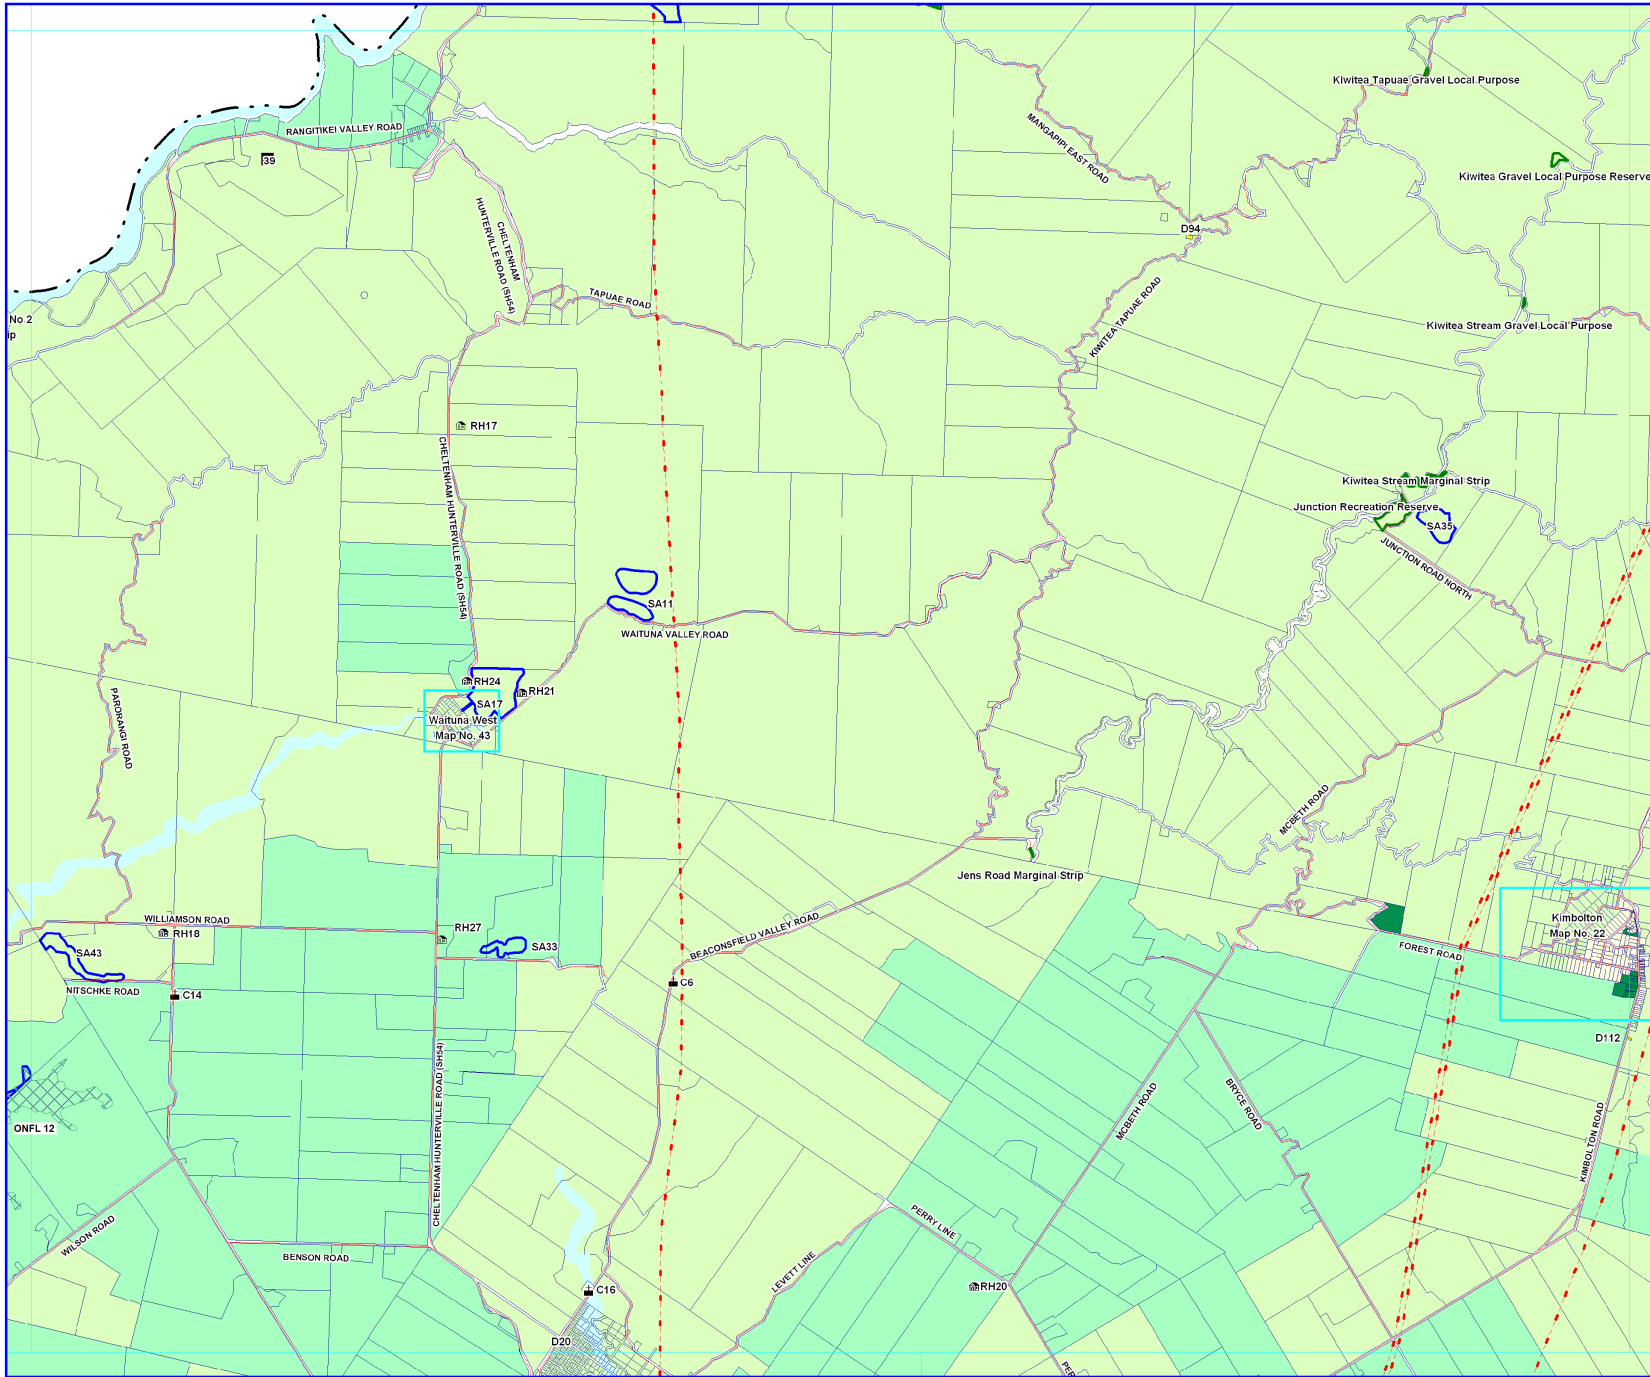 Kiwitea Tapuae Gravel Local Purpose
RANGITIKEI VALLEY ROAD
MANGAPIPI EAST ROAD
39
Kiwitea Gravel Local Purpose Reserve
CHELTENHAM
HUNTERVILLE ROAD (SH54)
D94
TAPUAE ROAD
KIWITEA TAPUAE ROAD
No.2
ip
Kiwitea Stream Gravel Local Purpose
RH17
CHELTENHAM HUNTERVILLE ROAD (SH54)
Kiwitea Stream Marginal Strip
Junction Recreation Reserve
SA35
JUNCTION ROAD NORTH
SA11
WAITUNA VALLEY ROAD
RH24
RH21
SA17
Waituna West
Map No. 43
PARORANGI ROAD
MCBETH ROAD
Jens Road Marginal Strip
WILLIAMSON ROAD
RH18
RH27
SA33
BEACONSFIELD VALLEY ROAD
Kimbolton
Map No. 22
FOREST ROAD
SA43
NITSCHKE ROAD
C14
C6
D112
ONFL 12
CHELTENHAM HUNTERVILLE ROAD (SH54)
MCBETH ROAD
BRYCE ROAD
KIMBOLTON ROAD
WILSON ROAD
BENSON ROAD
PERRY LINE
LEVETT LINE
RH20
C16
D20
PER